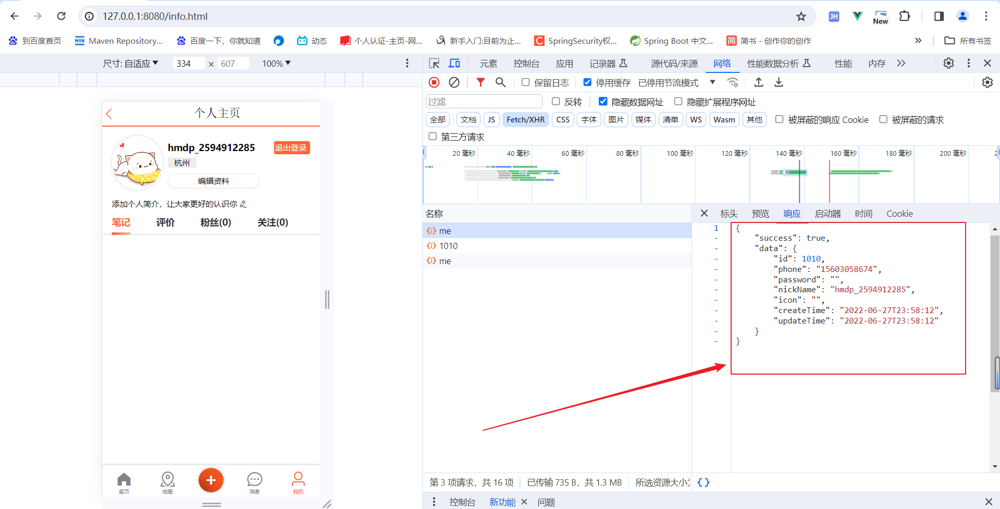 127.0.0.1:8080/info.html
JH
New
到百度首页
Maven Repository...
百度一下，你就知道
动态
个人认证-主页-网...
新手入门:目前为止...
SpringSecurity权...
Spring Boot 中文...
简 简书 - 创作你的创作
所有书签
尺寸: 自适应
334
×
607
100%
元素
控制台
应用
记录器
源代码/来源
网络
性能数据分析
性能
内存
保留日志
停用缓存
已停用节流模式
过滤
反转
隐藏数据网址
隐藏扩展程序网址
全部
文档
JS
Fetch/XHR
CSS
字体
图片
媒体
清单
WS
Wasm
其他
被屏蔽的响应 Cookie
被屏蔽的请求
第三方请求
20 毫秒
40 毫秒
60 毫秒
80 毫秒
100 毫秒
120 毫秒
140 毫秒
160 毫秒
180 毫秒
200 毫秒
个人主页
hmdp_2594912285
退出登录
杭州
编辑资料
添加个人简介，让大家更好的认识你
笔记
评价
粉丝(0)
关注(0)
首页
地图
消息
我的
名称
me
1010
me
标头
预览
响应
启动器
时间
Cookie
1 {
- "success": true,
- "data": {
- "id": 1010,
- "phone": "15603058674",
- "password": "",
- "nickName": "hmdp_2594912285",
- "icon": "",
- "createTime": "2022-06-27T23:58:12",
- "updateTime": "2022-06-27T23:58:12"
- }
- }
第 3 项请求，共 16 项
已传输 735 B，共 1.3 MB
所选资源大小
{ }
控制台
新功能
问题